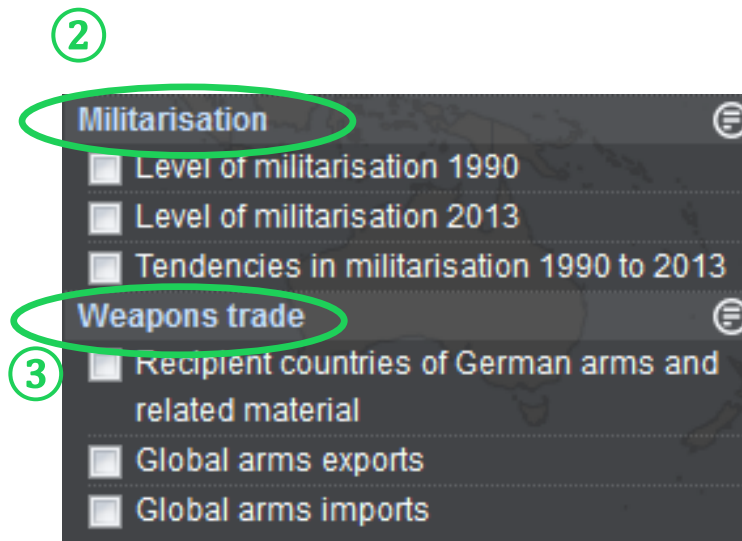 2
Militarisation
Level of militarisation 1990
Level of militarisation 2013
Tendencies in militarisation 1990 to 2013
Weapons trade
3
Recipient countries of German arms and
related material
Global arms exports
Global arms imports